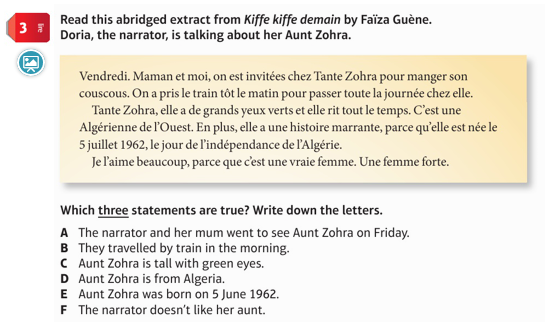 3
lire
Read this abridged extract from Kiffe kiffe demain by Faïza Guène.
Doria, the narrator, is talking about her Aunt Zohra.
Vendredi. Maman et moi, on est invitées chez Tante Zohra pour manger son
couscous. On a pris le train tôt le matin pour passer toute la journée chez elle.
Tante Zohra, elle a de grands yeux verts et elle rit tout le temps. C'est une
Algérienne de l'Ouest. En plus, elle a une histoire marrante, parce qu'elle est née le
5 juillet 1962, le jour de l'indépendance de l'Algérie.
Je l'aime beaucoup, parce que c'est une vraie femme. Une femme forte.
Which three statements are true? Write down the letters.
A The narrator and her mum went to see Aunt Zohra on Friday.
B They travelled by train in the morning.
C Aunt Zohra is tall with green eyes.
D Aunt Zohra is from Algeria.
E Aunt Zohra was born on 5 June 1962.
F The narrator doesn't like her aunt.